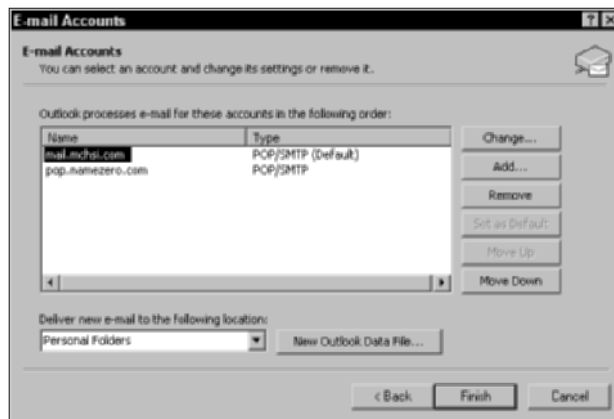 E-mail Accounts
E-mail Accounts
You can select an account and change its settings or remove it.
Outlook processes e-mail for these accounts in the following order:
Name Type
mail.mchsi.com POP/SMTP (Default)
pop.namezero.com POP/SMTP
Change...
Add...
Remove
Set as Default
Move Up
Move Down
Deliver new e-mail to the following location:
Personal Folders New Outlook Data File...
< Back Finish Cancel